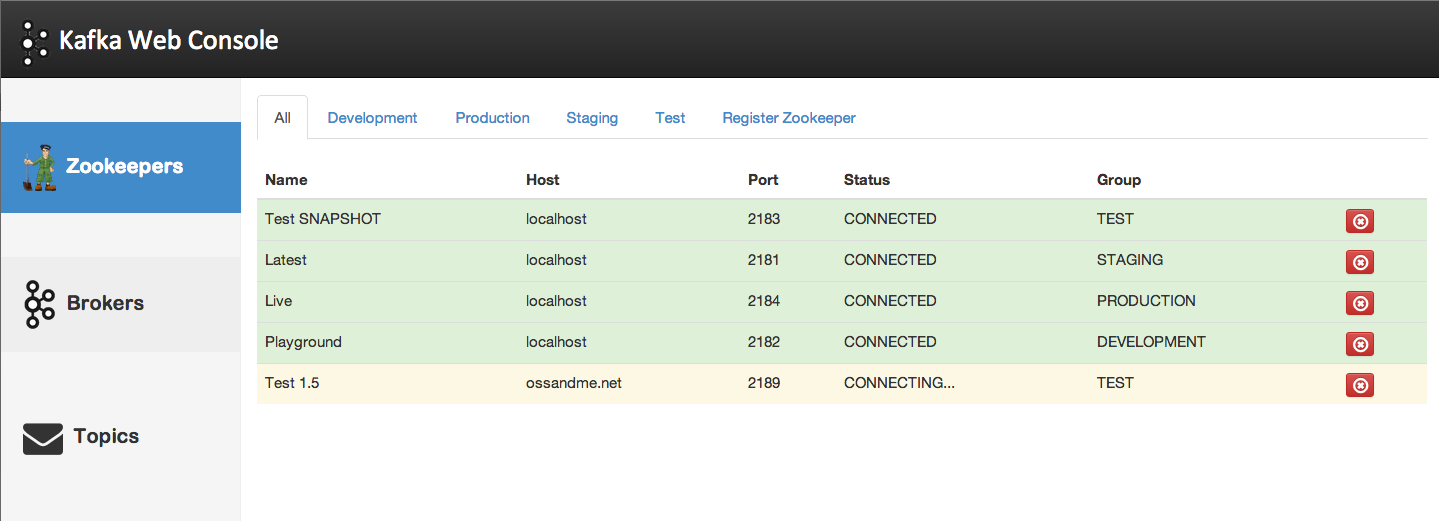 Kafka Web Console
All Development Production Staging Test Register Zookeeper
Zookeepers
Brokers
Topics
Name Host Port Status Group
Test SNAPSHOT localhost 2183 CONNECTED TEST
Latest localhost 2181 CONNECTED STAGING
Live localhost 2184 CONNECTED PRODUCTION
Playground localhost 2182 CONNECTED DEVELOPMENT
Test 1.5 ossandme.net 2189 CONNECTING... TEST